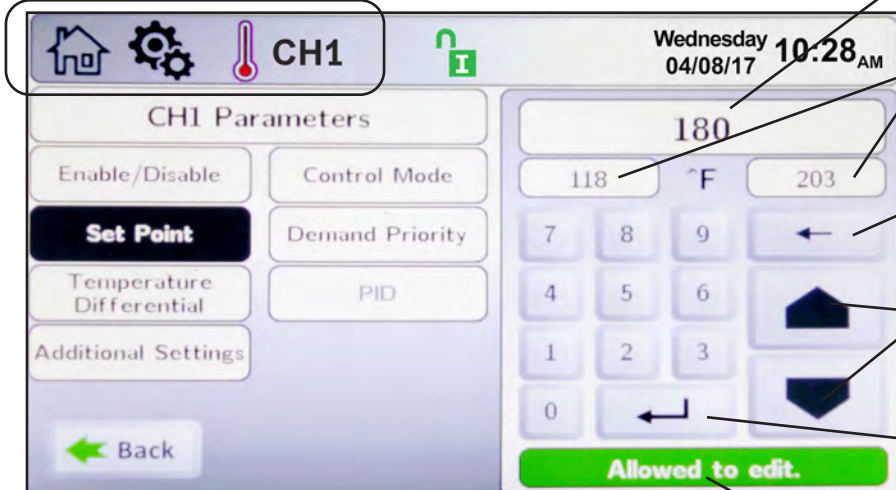 CH1
I
Wednesday
04/08/17
10:28 AM
CH1 Parameters
Enable/Disable
Control Mode
Set Point
Demand Priority
Temperature
Differential
PID
Additional Settings
Back
180
118
°F
203
7 8 9
4 5 6
1 2 3
0
Allowed to edit.